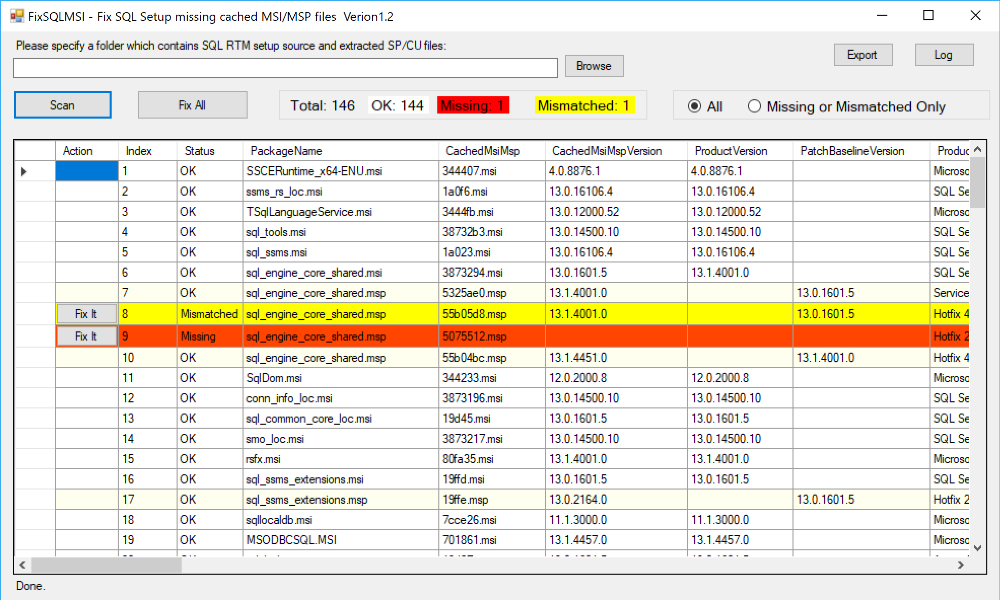 FixSQLMSI - Fix SQL Setup missing cached MSI/MSP files  Verion1.2
Please specify a folder which contains SQL RTM setup source and extracted SP/CU files:
Browse
Export Log
Scan Fix All Total: 146 OK: 144 Missing: 1 Mismatched: 1 All Missing or Mismatched Only
Action Index Status PackageName CachedMsiMsp CachedMsiMspVersion ProductVersion PatchBaselineVersion Produc
1 OK SSCERuntime_x64-ENU.msi 344407.msi 4.0.8876.1 4.0.8876.1 Microso
2 OK ssms_rs_loc.msi 1a0f6.msi 13.0.16106.4 13.0.16106.4 SQL Se
3 OK TSqlLanguageService.msi 3444fb.msi 13.0.12000.52 13.0.12000.52 Microso
4 OK sql_tools.msi 38732b3.msi 13.0.14500.10 13.0.14500.10 SQL Se
5 OK sql_ssms.msi 1a023.msi 13.0.16106.4 13.0.16106.4 SQL Se
6 OK sql_engine_core_shared.msi 3873294.msi 13.0.1601.5 13.1.4001.0 SQL Se
7 OK sql_engine_core_shared.msp 5325ae0.msp 13.1.4001.0 13.0.1601.5 Service
Fix It 8 Mismatched sql_engine_core_shared.msp 55b05d8.msp 13.1.4001.0 13.0.1601.5 Hotfix 4
Fix It 9 Missing sql_engine_core_shared.msp 5075512.msp Hotfix 2
10 OK sql_engine_core_shared.msp 55b04bc.msp 13.1.4451.0 13.1.4001.0 Hotfix 4
11 OK SqlDom.msi 344233.msi 12.0.2000.8 12.0.2000.8 Microso
12 OK conn_info_loc.msi 3873196.msi 13.0.14500.10 13.0.14500.10 SQL Se
13 OK sql_common_core_loc.msi 19d45.msi 13.0.1601.5 13.0.1601.5 SQL Se
14 OK smo_loc.msi 3873217.msi 13.0.14500.10 13.0.14500.10 SQL Se
15 OK rsfx.msi 80fa35.msi 13.1.4001.0 13.1.4001.0 Microso
16 OK sql_ssms_extensions.msi 19ffd.msi 13.0.1601.5 13.0.1601.5 SQL Se
17 OK sql_ssms_extensions.msp 19ffe.msp 13.0.2164.0 13.0.1601.5 Hotfix 2
18 OK sqllocaldb.msi 7cce26.msi 11.1.3000.0 11.1.3000.0 Microso
19 OK MSODBCSQL.MSI 701861.msi 13.1.4457.0 13.1.4457.0 Microso
Done.